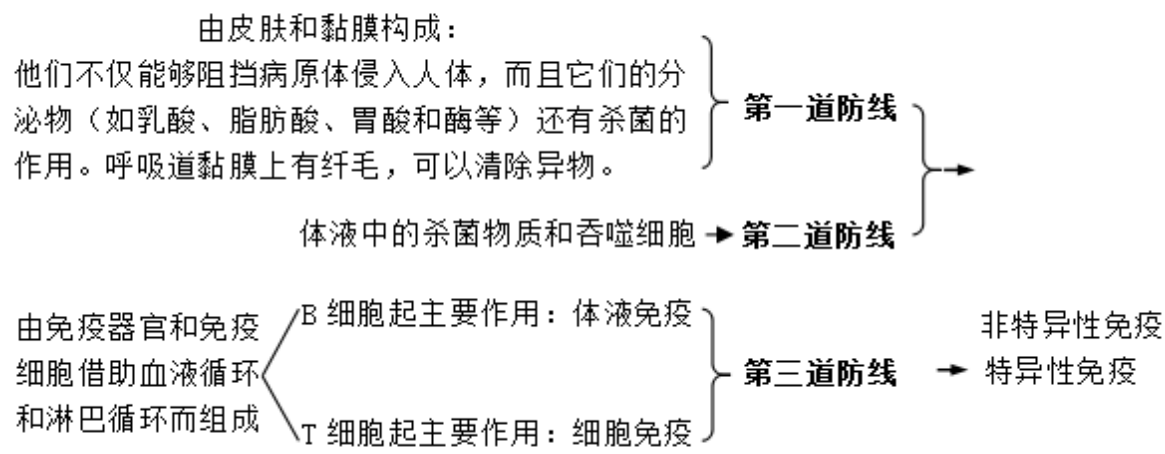 由皮肤和黏膜构成：
他们不仅能够阻挡病原体侵入人体，而且它们的分
泌物（如乳酸、脂肪酸、胃酸和酶等）还有杀菌的
作用。呼吸道黏膜上有纤毛，可以清除异物。
第一道防线
体液中的杀菌物质和吞噬细胞
第二道防线
由免疫器官和免疫
细胞借助血液循环
和淋巴循环而组成
B 细胞起主要作用：体液免疫
T 细胞起主要作用：细胞免疫
第三道防线
非特异性免疫
特异性免疫